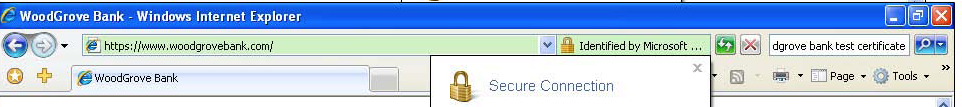 WoodGrove Bank - Windows Internet Explorer
https://www.woodgrovebank.com/ Identified by Microsoft ... dgrove bank test certificate
WoodGrove Bank Page Tools »
Secure Connection